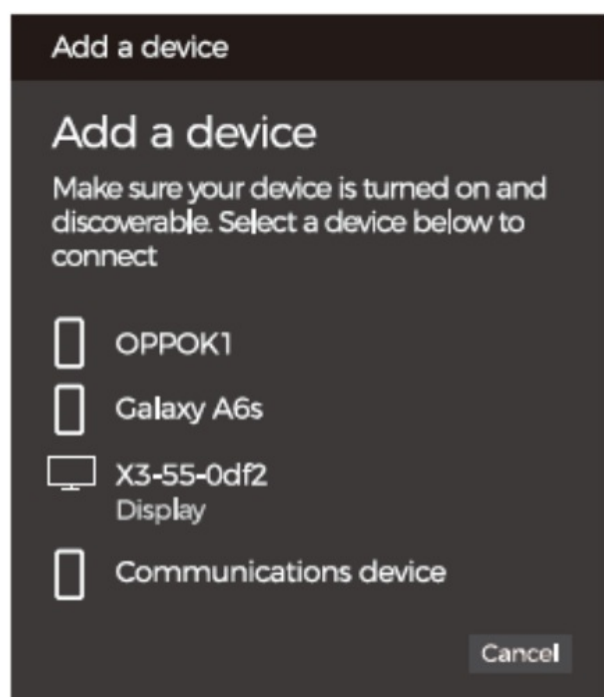 Add a device
Add a device
Make sure your device is turned on and
discoverable. Select a device below to
connect
OPPOK1
Galaxy A6s
X3-55-0df2
Display
Communications device
Cancel